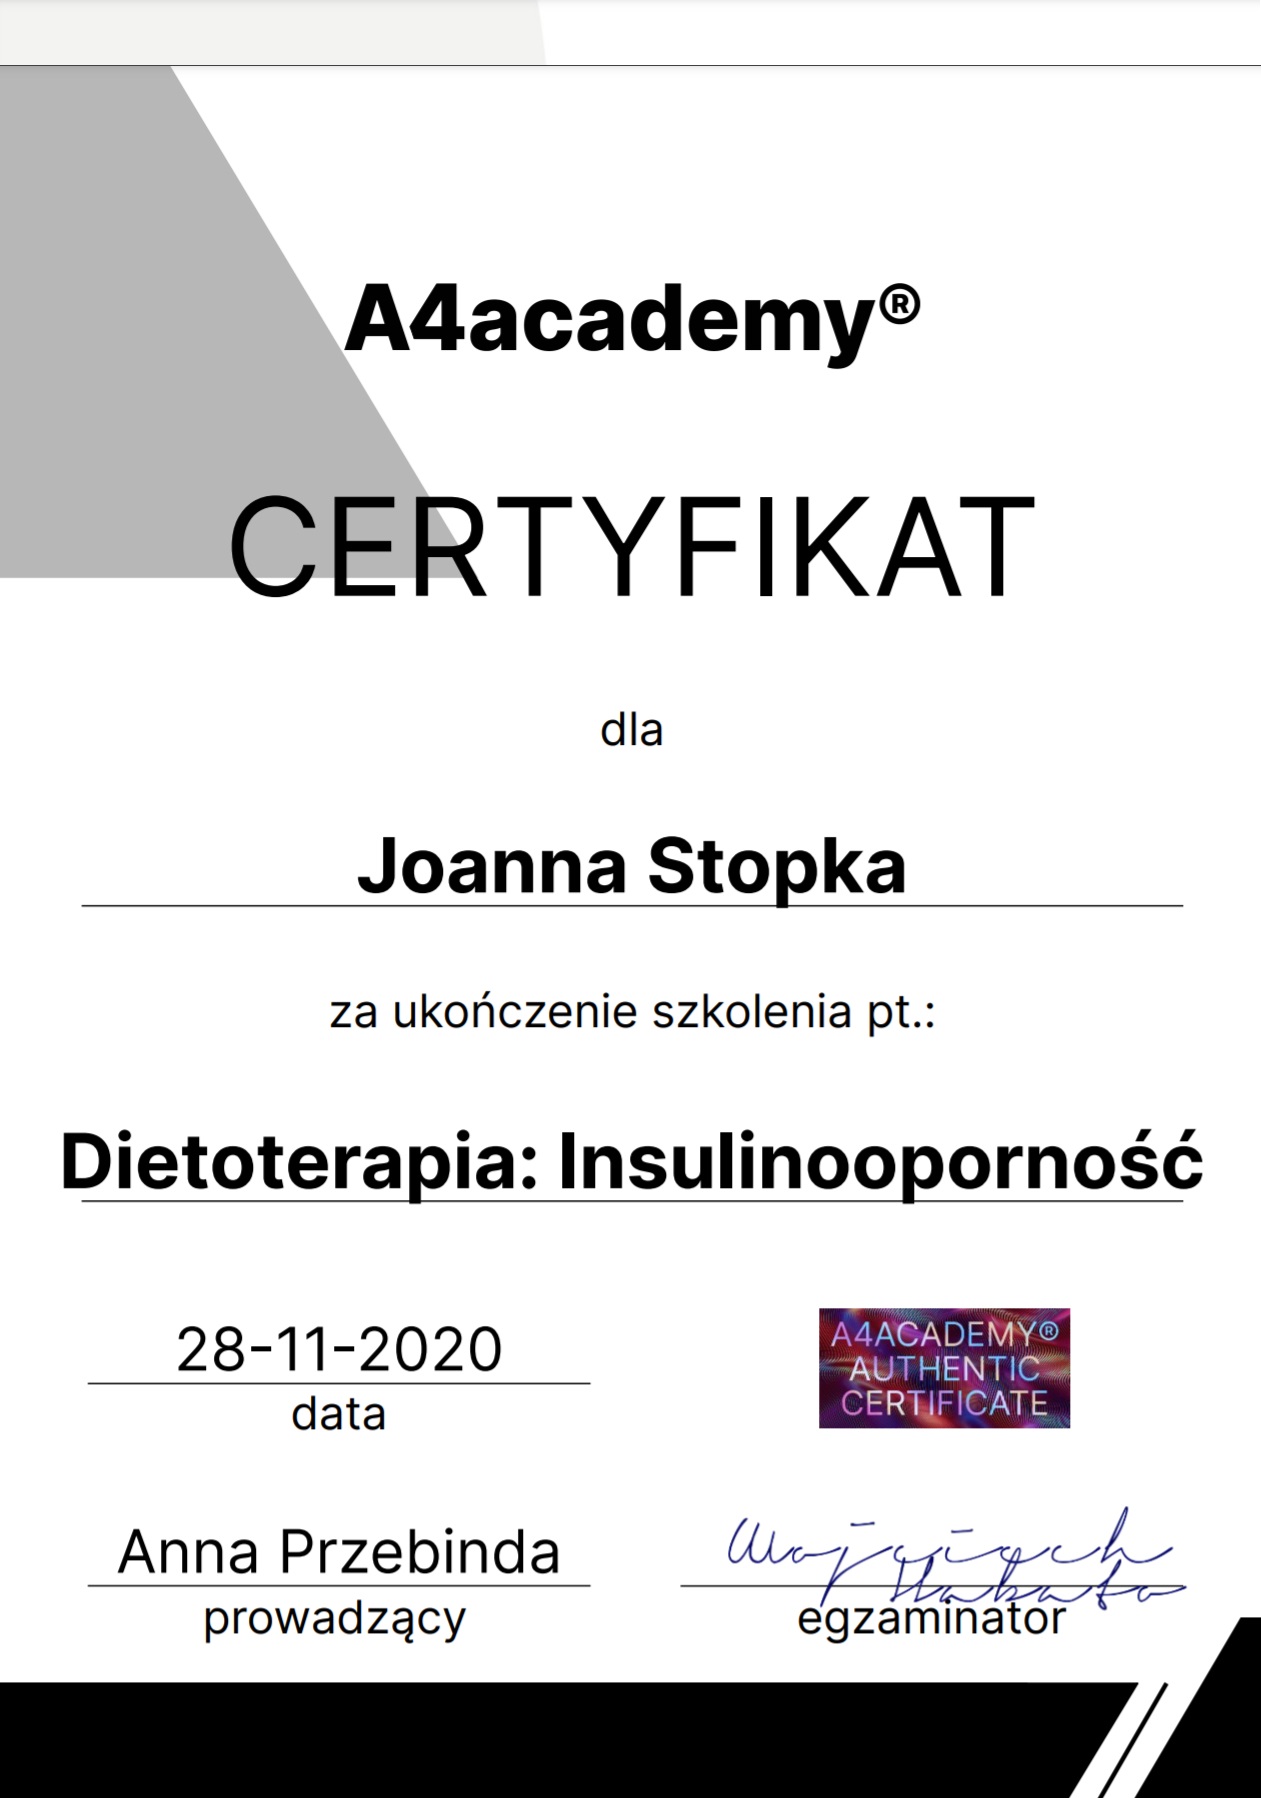 A4academy®
CERTYFIKAT
dla
Joanna Stopka
za ukończenie szkolenia pt.:
Dietoterapia: Insulinooporność
28-11-2020
data
A4ACADEMY®
AUTHENTIC
CERTIFICATE
Anna Przebinda
prowadzący
Wojciech
egzaminator